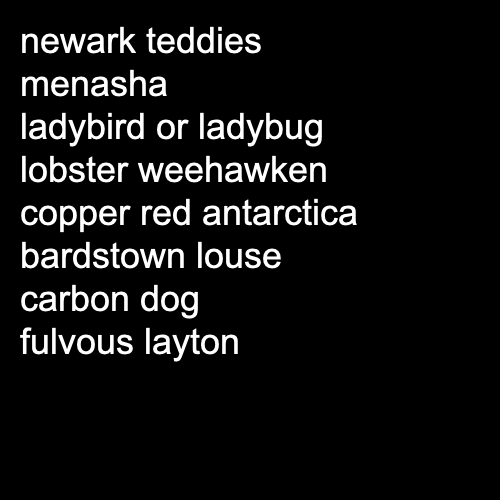 newark teddies
menasha
ladybird or ladybug
lobster weehawken
copper red antarctica
bardstown louse
carbon dog
fulvous layton